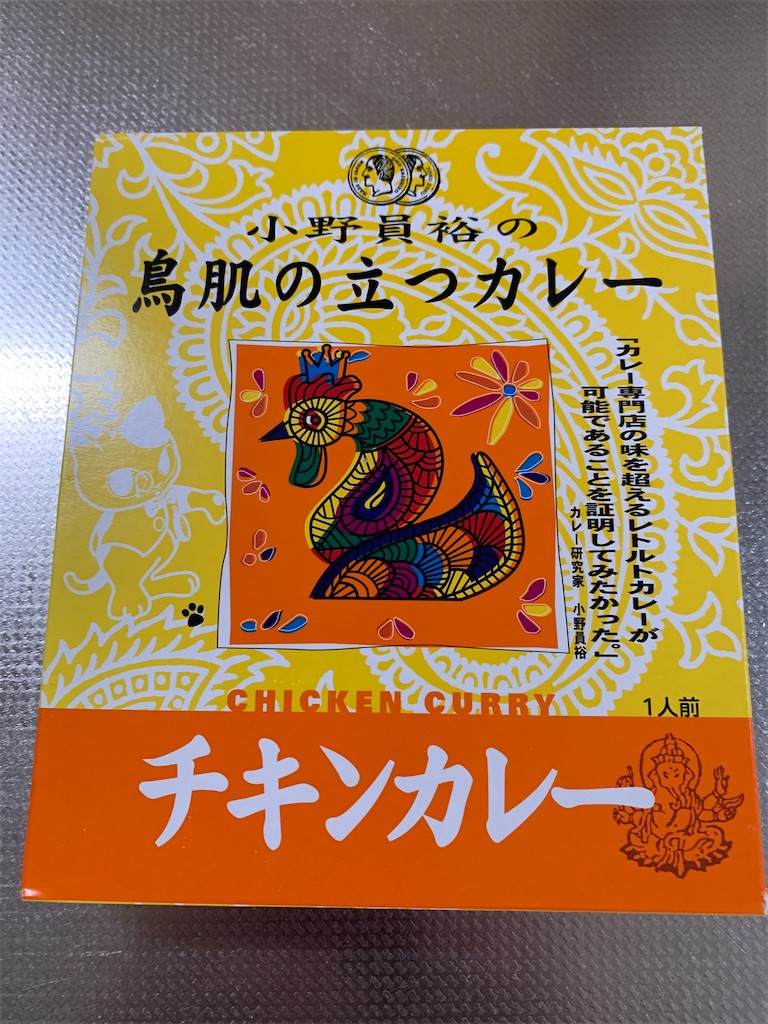 小野員裕の
鳥肌の立つカレー
「カレー専門店の味を超えるレトルトカレーが
可能であることを証明してみたかった。」
カレー研究家 小野員裕
CHICKEN CURRY
1人前
チキンカレー